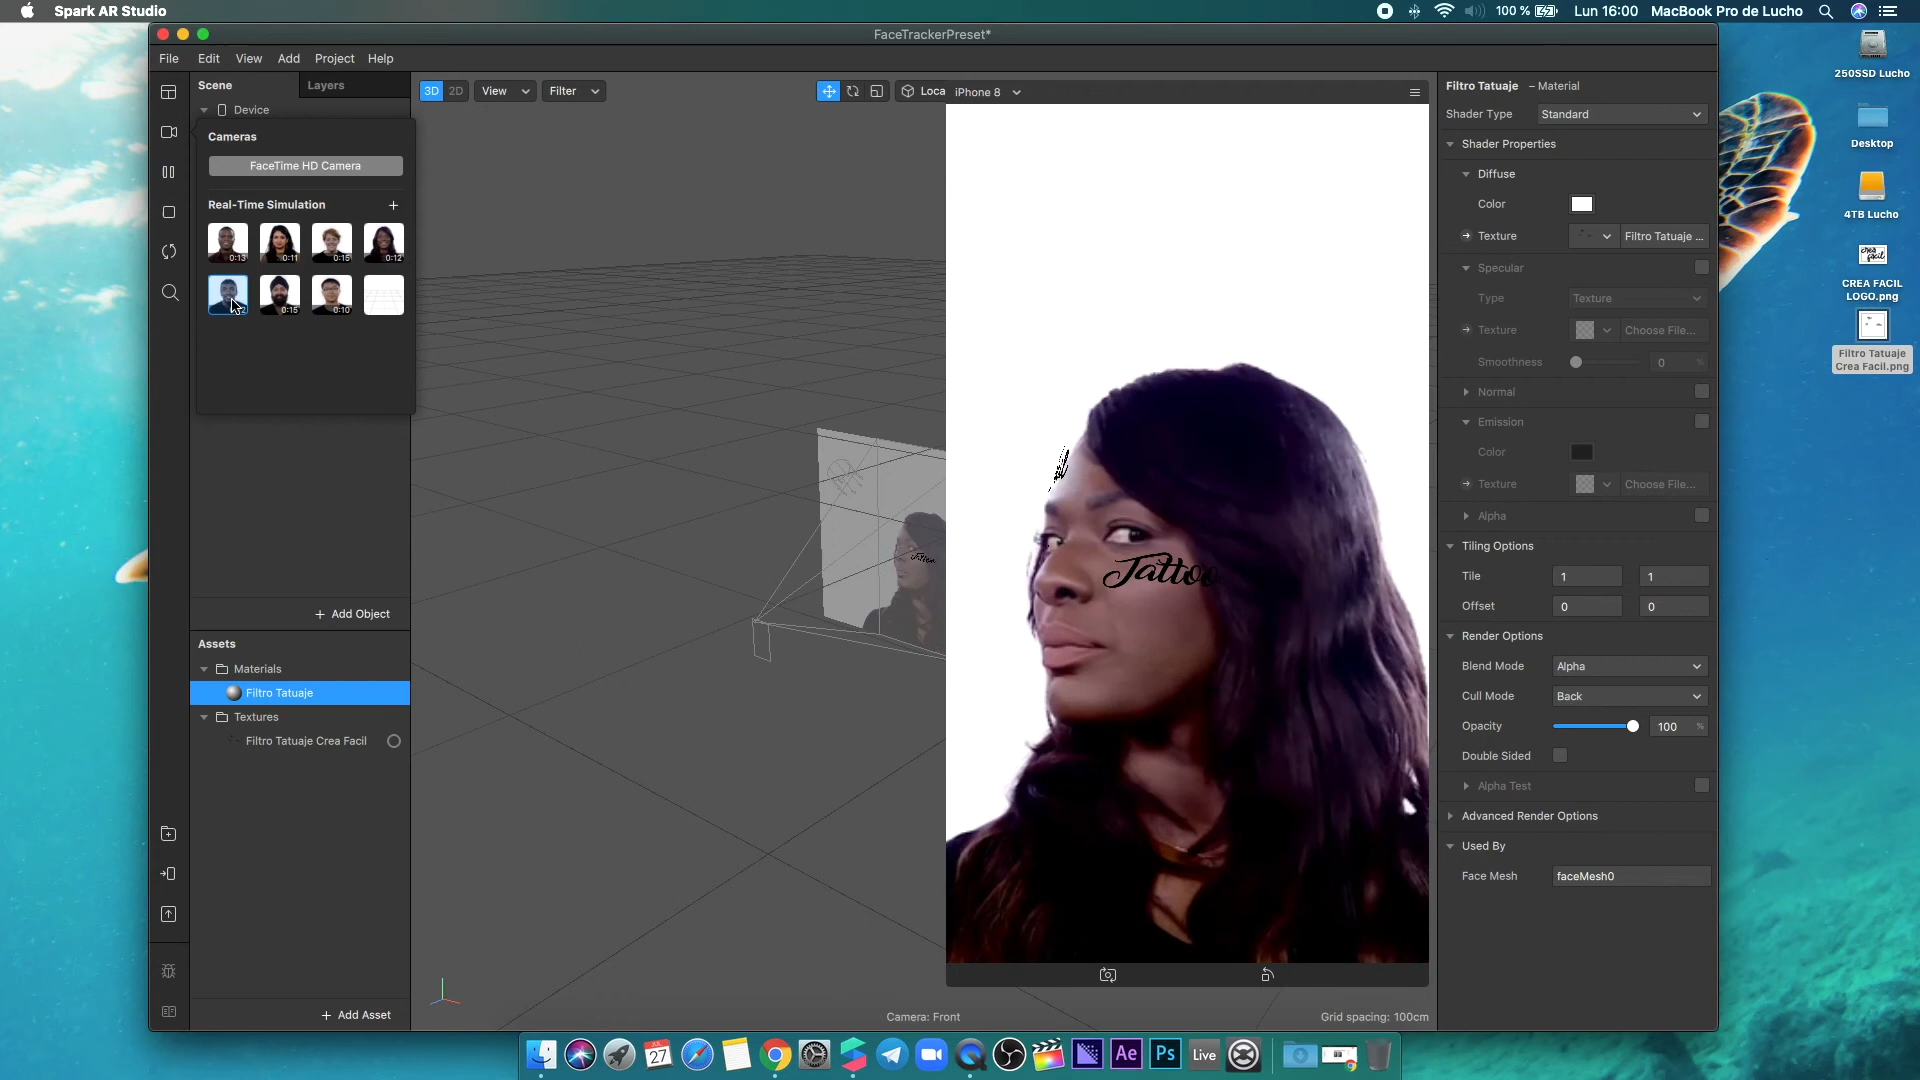 Spark AR Studio
100 %
Lun 16:00
MacBook Pro de Lucho
FaceTrackerPreset*
File
Edit
View
Add
Project
Help
Scene
Layers
3D
2D
View
Filter
Loca
iPhone 8
Device
Cameras
FaceTime HD Camera
Real-Time Simulation
+
0:13
0:11
0:15
0:12
0:15
0:10
+ Add Object
Assets
Materials
Filtro Tatuaje
Textures
Filtro Tatuaje Crea Facil
+ Add Asset
Tattoo
Tattoo
Camera: Front
Grid spacing: 100cm
Filtro Tatuaje – Material
Shader Type
Standard
Shader Properties
Diffuse
Color
Texture
Filtro Tatuaje ...
Specular
Type
Texture
Texture
Choose File...
Smoothness
0
%
Normal
Emission
Color
Texture
Choose File...
Alpha
Tiling Options
Tile
1
1
Offset
0
0
Render Options
Blend Mode
Alpha
Cull Mode
Back
Opacity
100
%
Double Sided
Alpha Test
Advanced Render Options
Used By
Face Mesh
faceMesh0
250SSD Lucho
Desktop
4TB Lucho
crea
facil
CREA FACIL
LOGO.png
Filtro Tatuaje
Crea Facil.png
JUL
27
Ae
Ps
Live